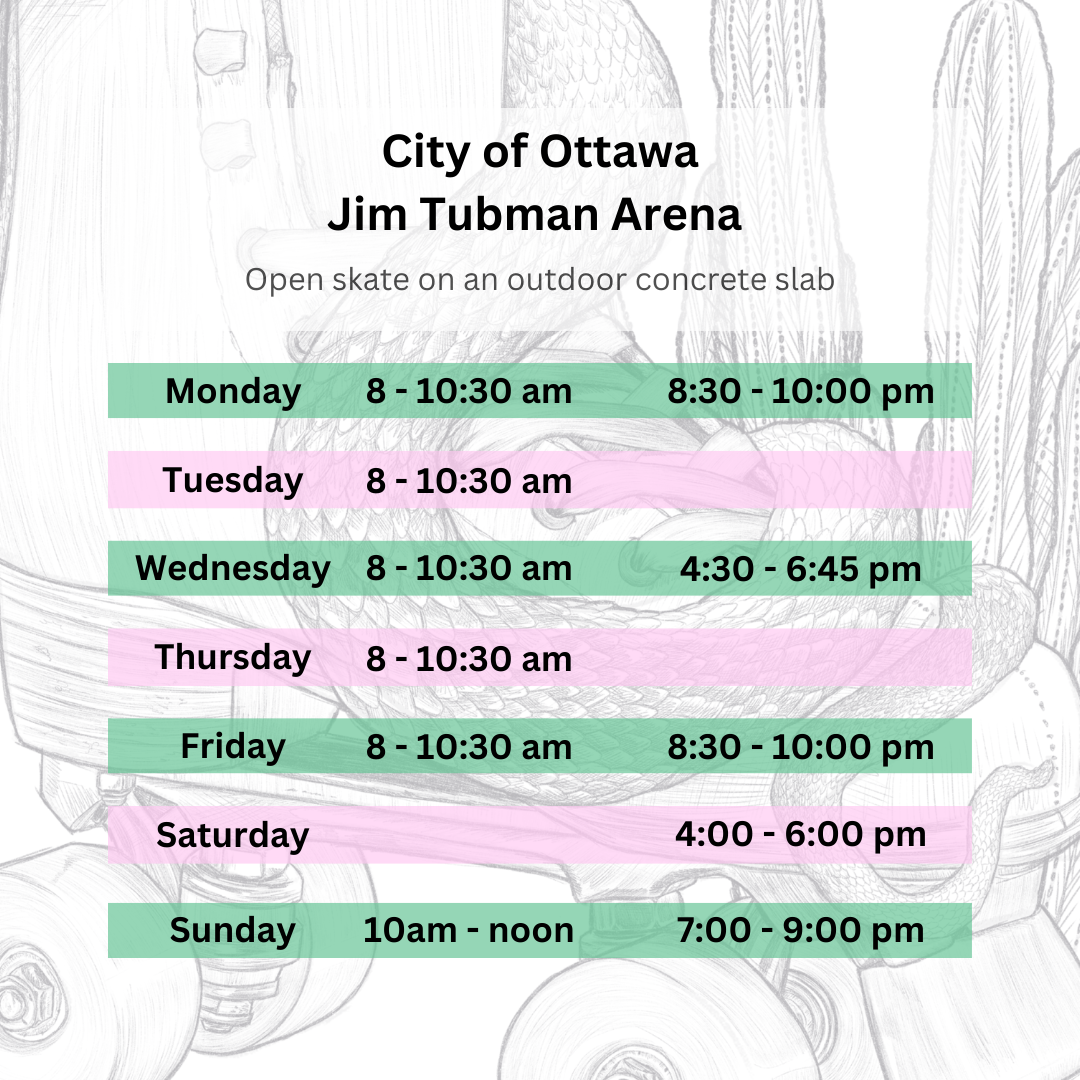 City of Ottawa
Jim Tubman Arena
Open skate on an outdoor concrete slab
Monday 8 - 10:30 am 8:30 - 10:00 pm
Tuesday 8 - 10:30 am
Wednesday 8 - 10:30 am 4:30 - 6:45 pm
Thursday 8 - 10:30 am
Friday 8 - 10:30 am 8:30 - 10:00 pm
Saturday 4:00 - 6:00 pm
Sunday 10am - noon 7:00 - 9:00 pm